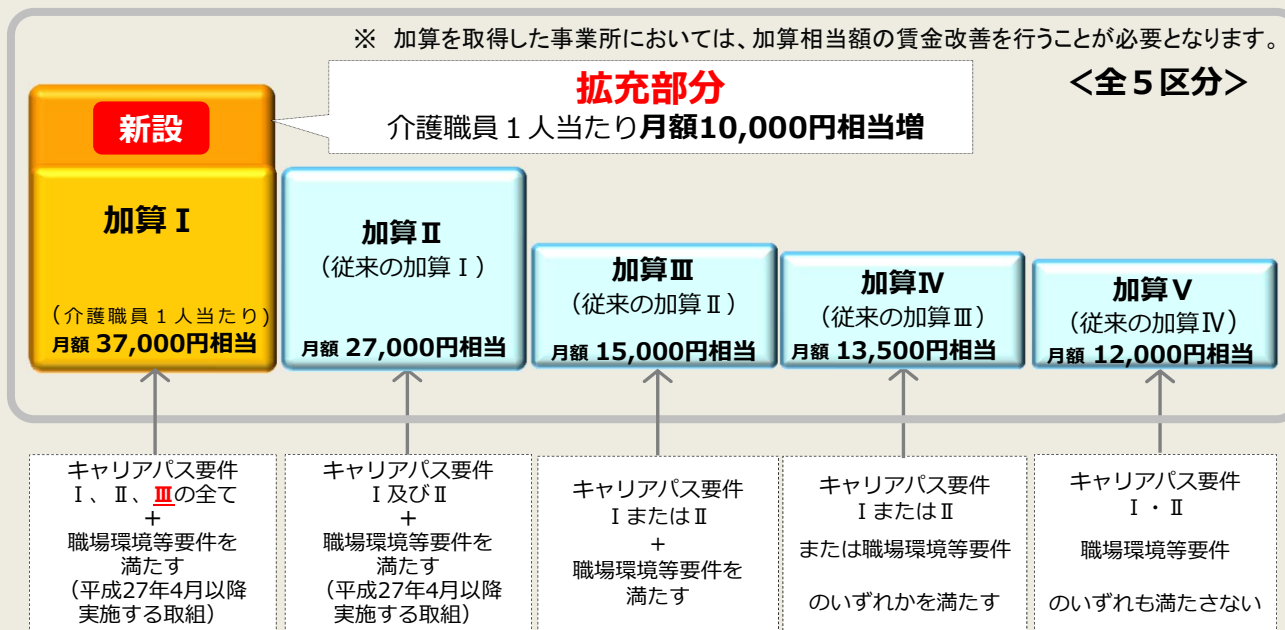 ※ 加算を取得した事業所においては、加算相当額の賃金改善を行うことが必要となります。
<全５区分>
拡充部分
介護職員１人当たり月額10,000円相当増
新設
加算Ⅰ
（介護職員１人当たり）
月額 37,000円相当
加算Ⅱ
（従来の加算Ⅰ）
月額 27,000円相当
加算Ⅲ
（従来の加算Ⅱ）
月額 15,000円相当
加算Ⅳ
（従来の加算Ⅲ）
月額 13,500円相当
加算Ⅴ
（従来の加算Ⅳ）
月額 12,000円相当
キャリアパス要件
Ⅰ、Ⅱ、Ⅲの全て
＋
職場環境等要件を
満たす
（平成27年4月以降
実施する取組）
キャリアパス要件
Ⅰ及びⅡ
＋
職場環境等要件を
満たす
（平成27年4月以降
実施する取組）
キャリアパス要件
ⅠまたはⅡ
＋
職場環境等要件を
満たす
キャリアパス要件
ⅠまたはⅡ
または職場環境等要件
のいずれかを満たす
キャリアパス要件
Ⅰ・Ⅱ
職場環境等要件
のいずれも満たさない